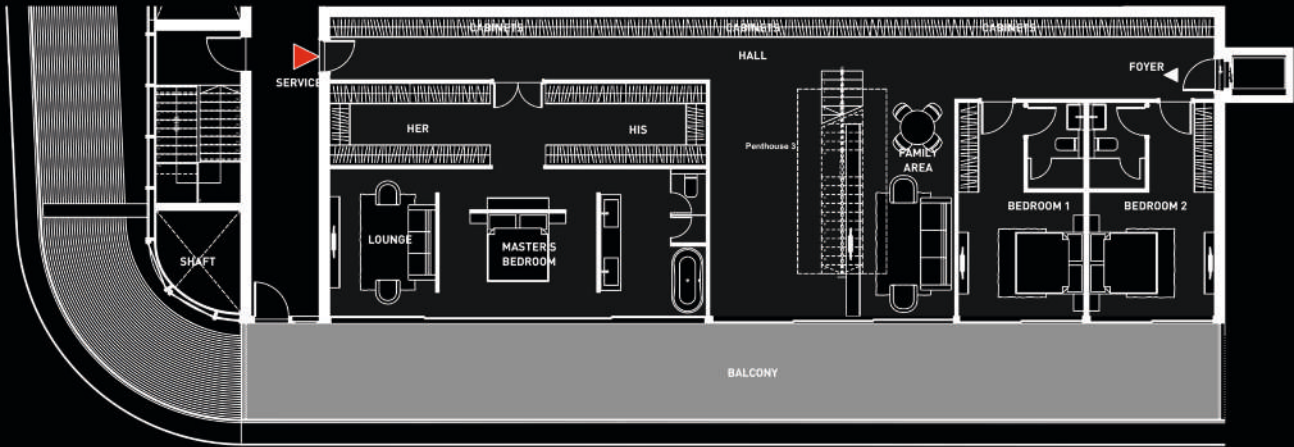 CABINETS
CABINETS
CABINETS
HALL
SERVICE
FOYER
HER
HIS
Penthouse 3
FAMILY
AREA
BEDROOM 1
BEDROOM 2
LOUNGE
MASTER'S
BEDROOM
SHAFT
BALCONY